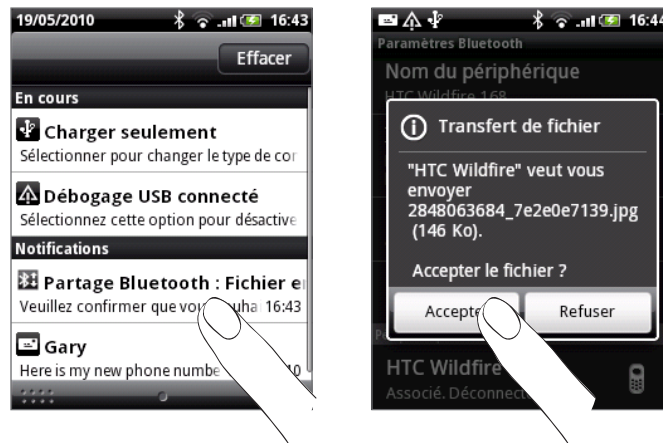 19/05/2010 16:43
Effacer
En cours
Charger seulement
Sélectionner pour changer le type de cor
Débogage USB connecté
Sélectionnez cette option pour désactive
Notifications
Partage Bluetooth : Fichier e
Veuillez confirmer que 16:43
Gary
Here is my new phone numbe
16:44
Paramètres Bluetooth
Nom du périphérique
HTC Wildfire 168
Transfert de fichier
"HTC Wildfire" veut vous
envoyer
2848063684_7e2e0e7139.jpg
(146 Ko).
Accepter le fichier ?
Accepte Refuser
HTC Wildfire
Associé. Déconnect